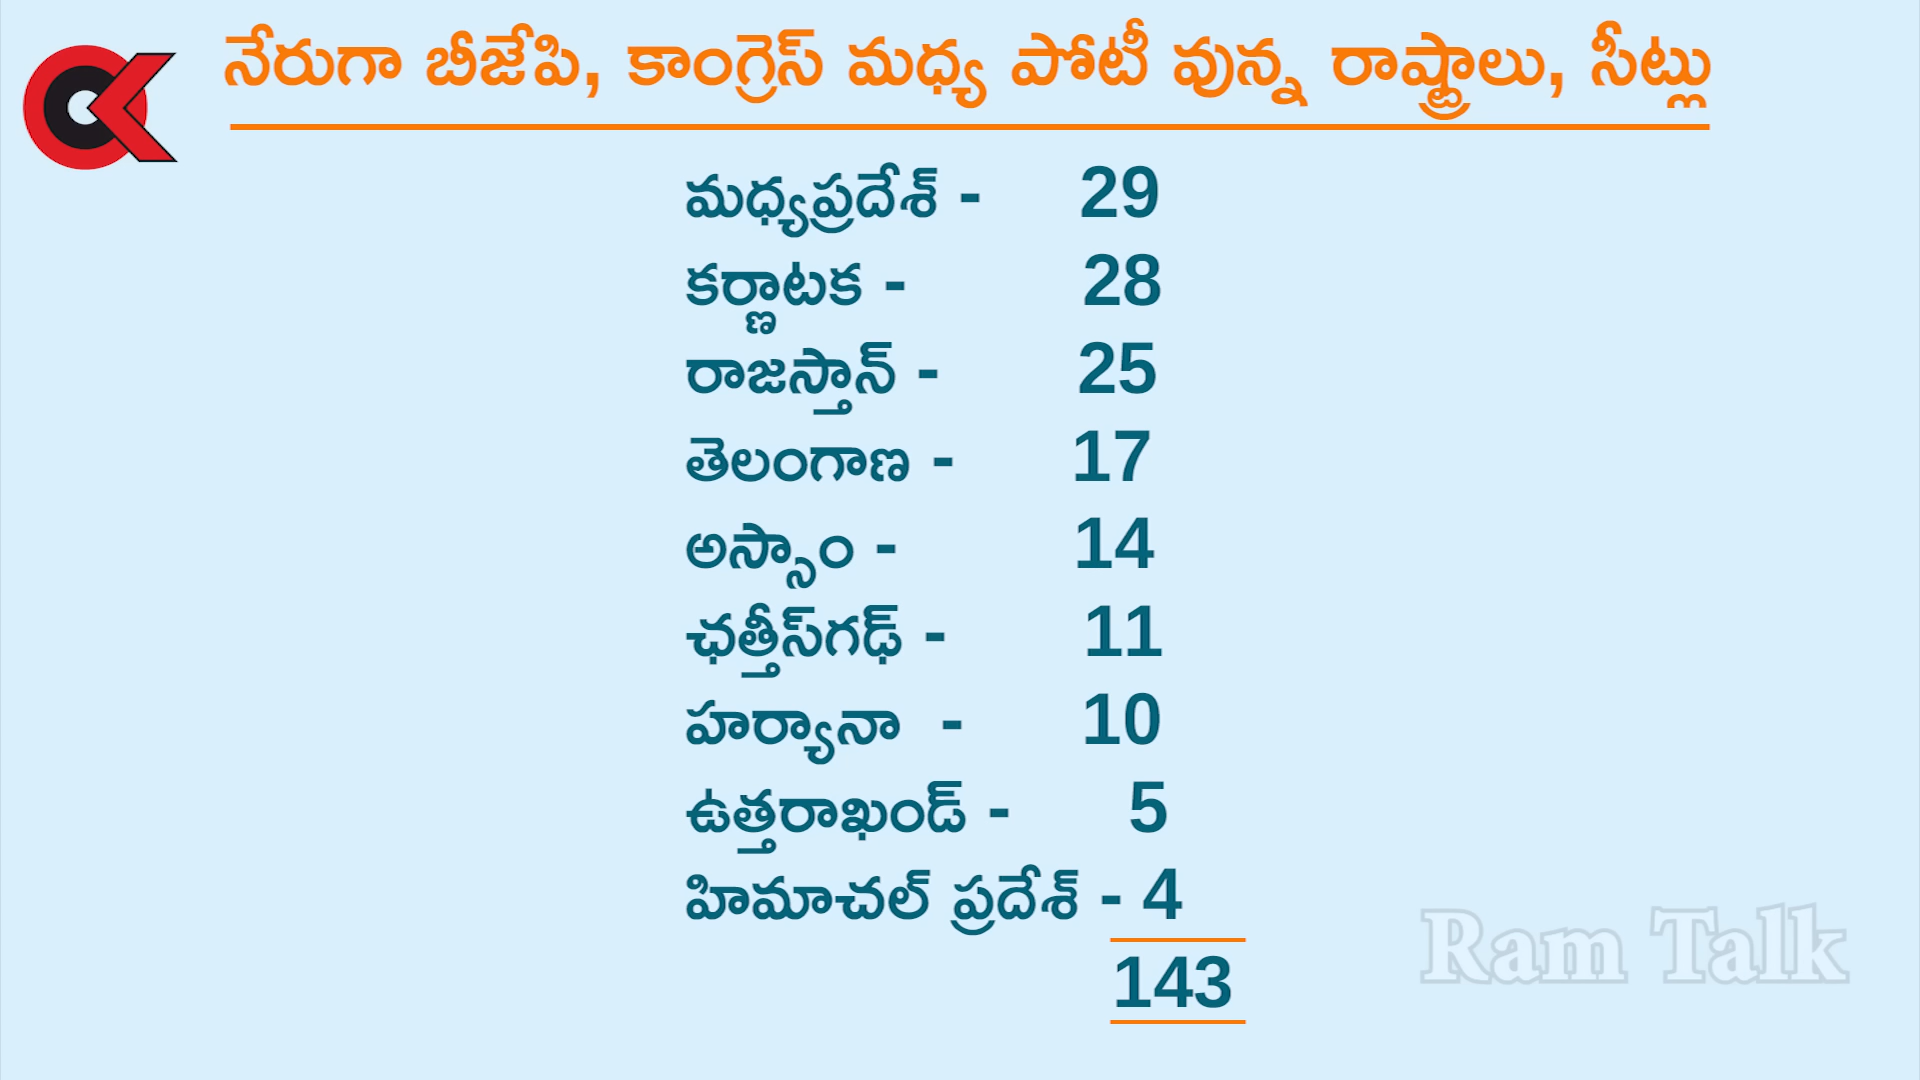 నేరుగా బీజేపి, కాంగ్రెస్ మధ్య పోటీ వున్న రాష్ట్రాలు, సీట్లు
మధ్యప్రదేశ్ - 29
కర్ణాటక - 28
రాజస్తాన్ - 25
తెలంగాణ - 17
అస్సాం - 14
ఛత్తీస్‌గఢ్ - 11
హర్యానా - 10
ఉత్తరాఖండ్ - 5
హిమాచల్ ప్రదేశ్ - 4
143
Ram Talk